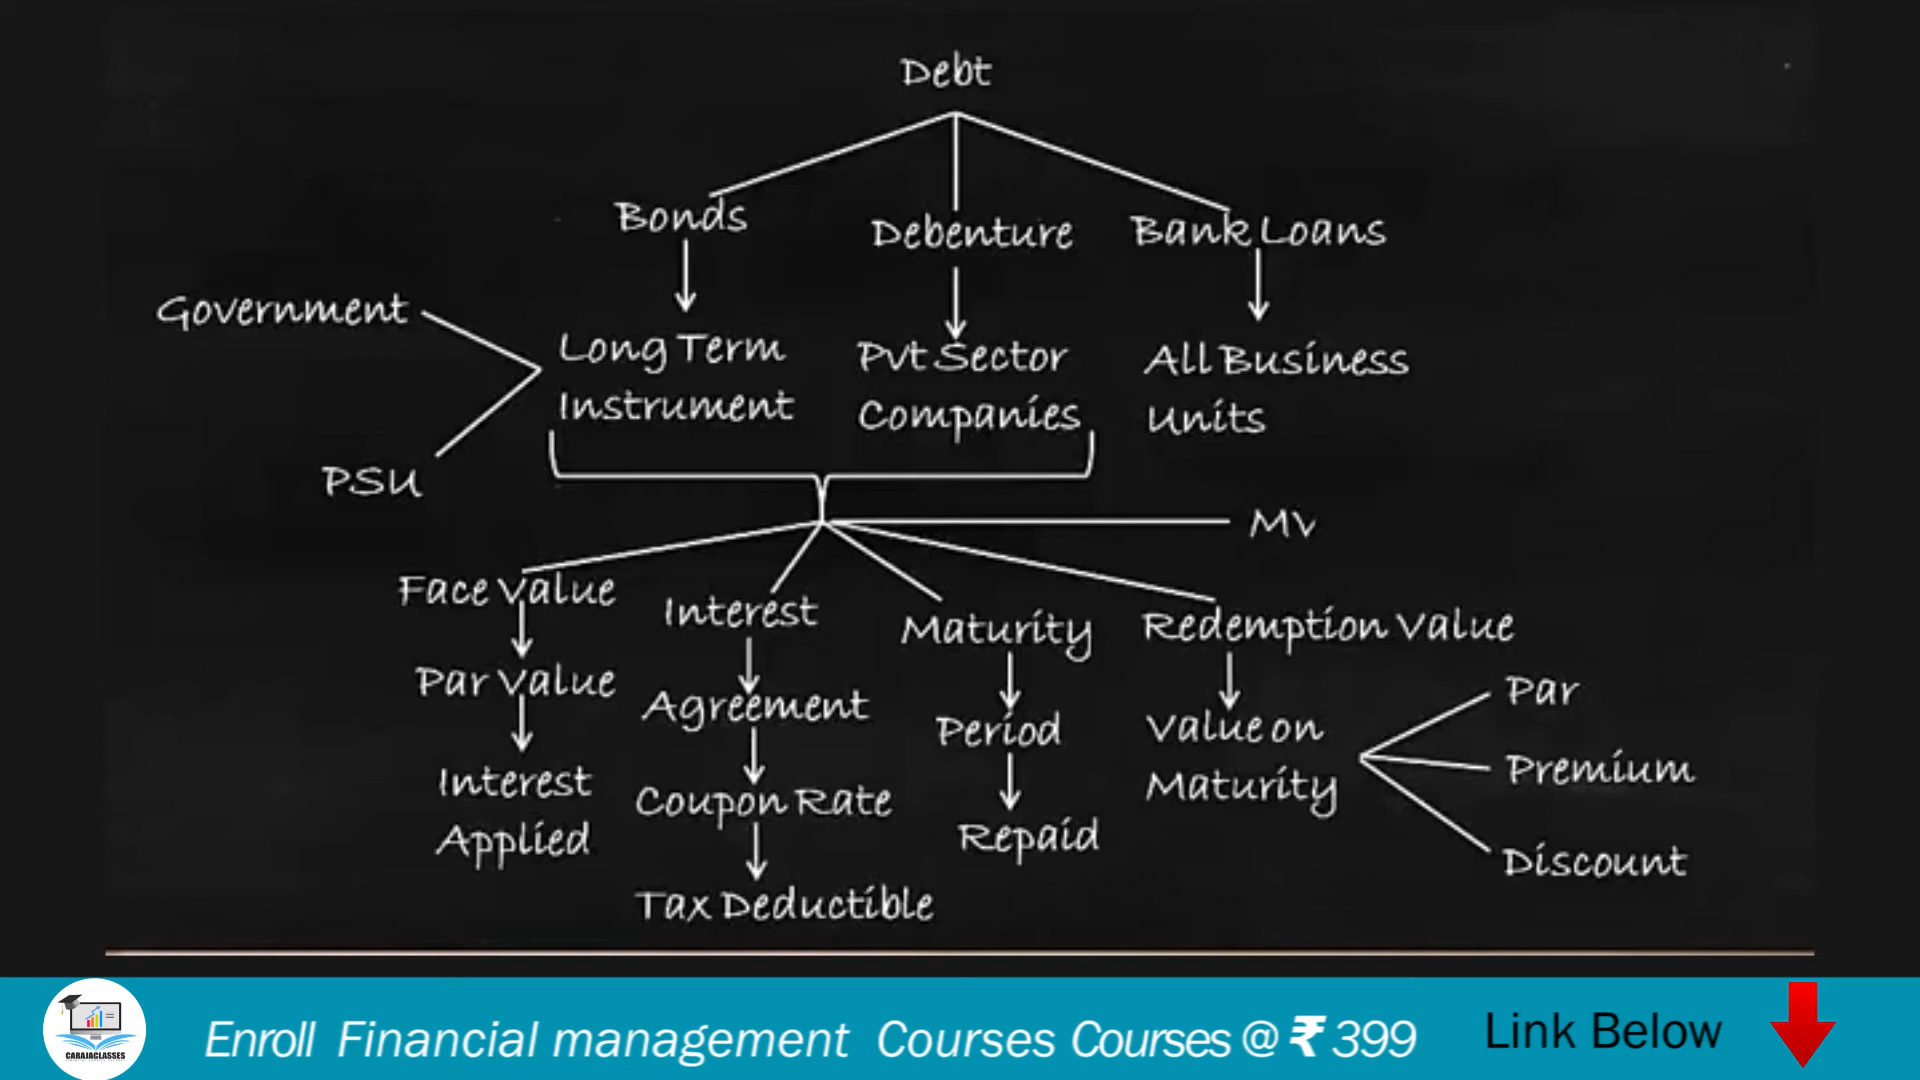 Debt
Bonds
Debenture
Bank Loans
Government
Long Term
Instrument
Pvt Sector
Companies
All Business
Units
PSU
MV
Face Value
Interest
Maturity
Redemption Value
Par Value
Agreement
Period
Value on
Maturity
Par
Premium
Discount
Interest
Applied
Coupon Rate
Repaid
Tax Deductible
CARAJACLASSES
Enroll Financial management Courses Courses @ ₹ 399
Link Below